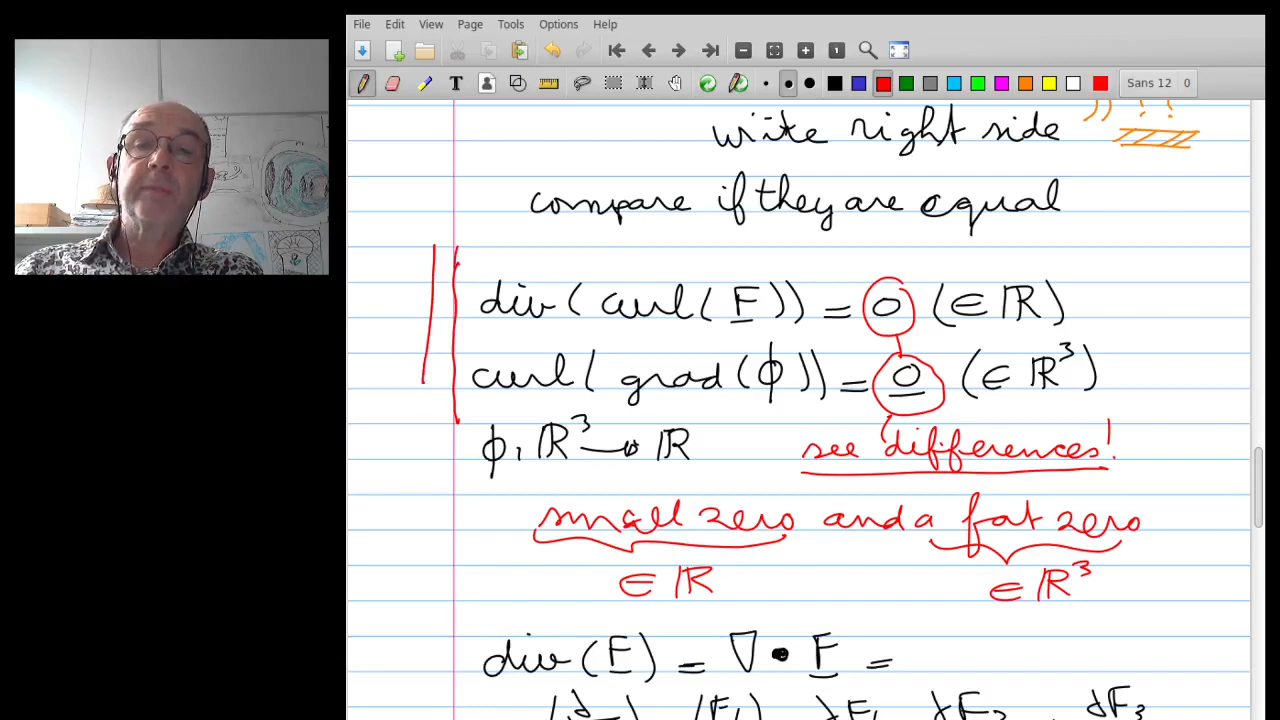 File Edit View Page Tools Options Help
Sans 12 0
write right side )) ! !
compare if they are equal
div(curl(F)) = 0 (∈ ℝ)
curl(grad(ϕ)) = 0 (∈ ℝ³)
ϕ: ℝ³ → ℝ see differences!
small zero and a fat zero
∈ ℝ ∈ ℝ³
div(F) = ∇ • F =